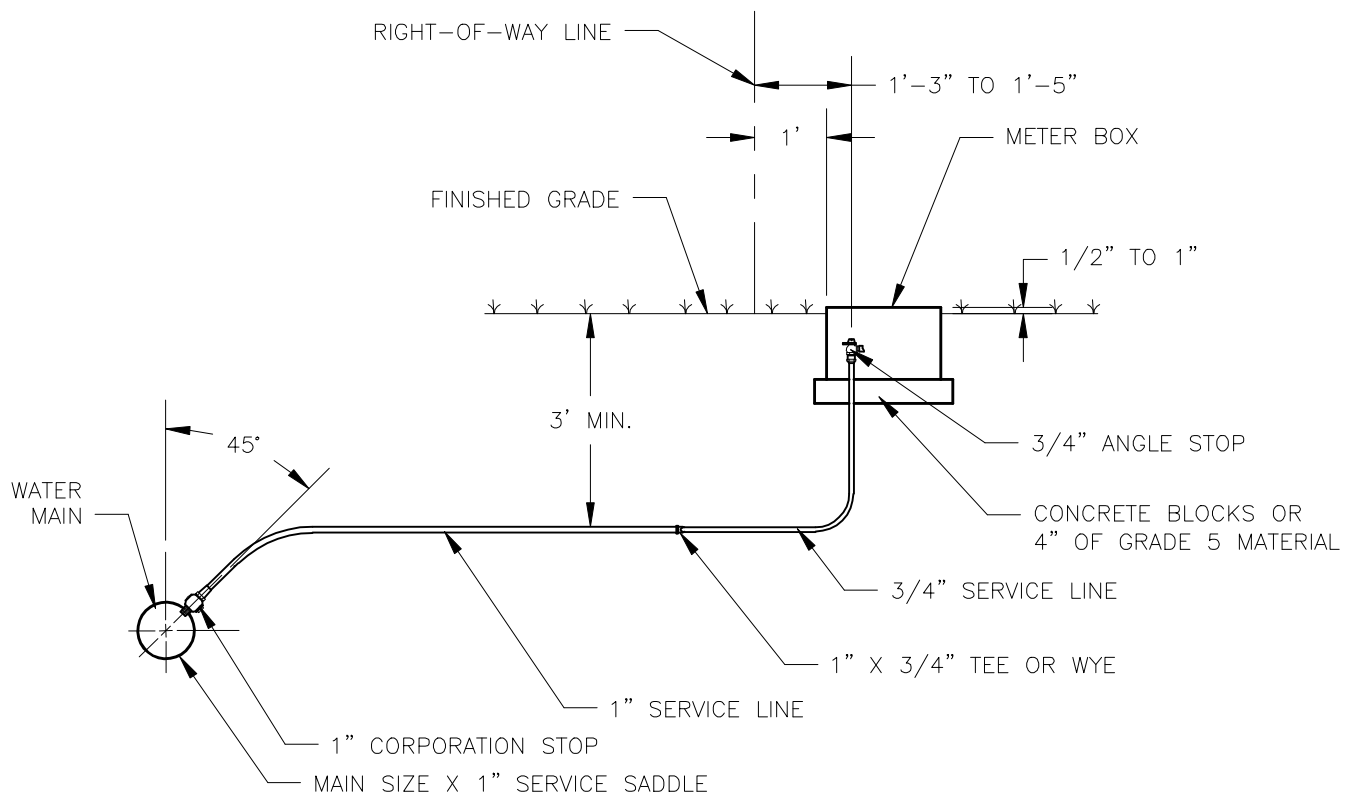 RIGHT-OF-WAY LINE
1'-3” TO 1'-5”
1'
METER BOX
FINISHED GRADE
1/2” TO 1”
3' MIN.
45°
3/4” ANGLE STOP
WATER
MAIN
CONCRETE BLOCKS OR
4” OF GRADE 5 MATERIAL
3/4” SERVICE LINE
1” X 3/4” TEE OR WYE
1” SERVICE LINE
1” CORPORATION STOP
MAIN SIZE X 1” SERVICE SADDLE